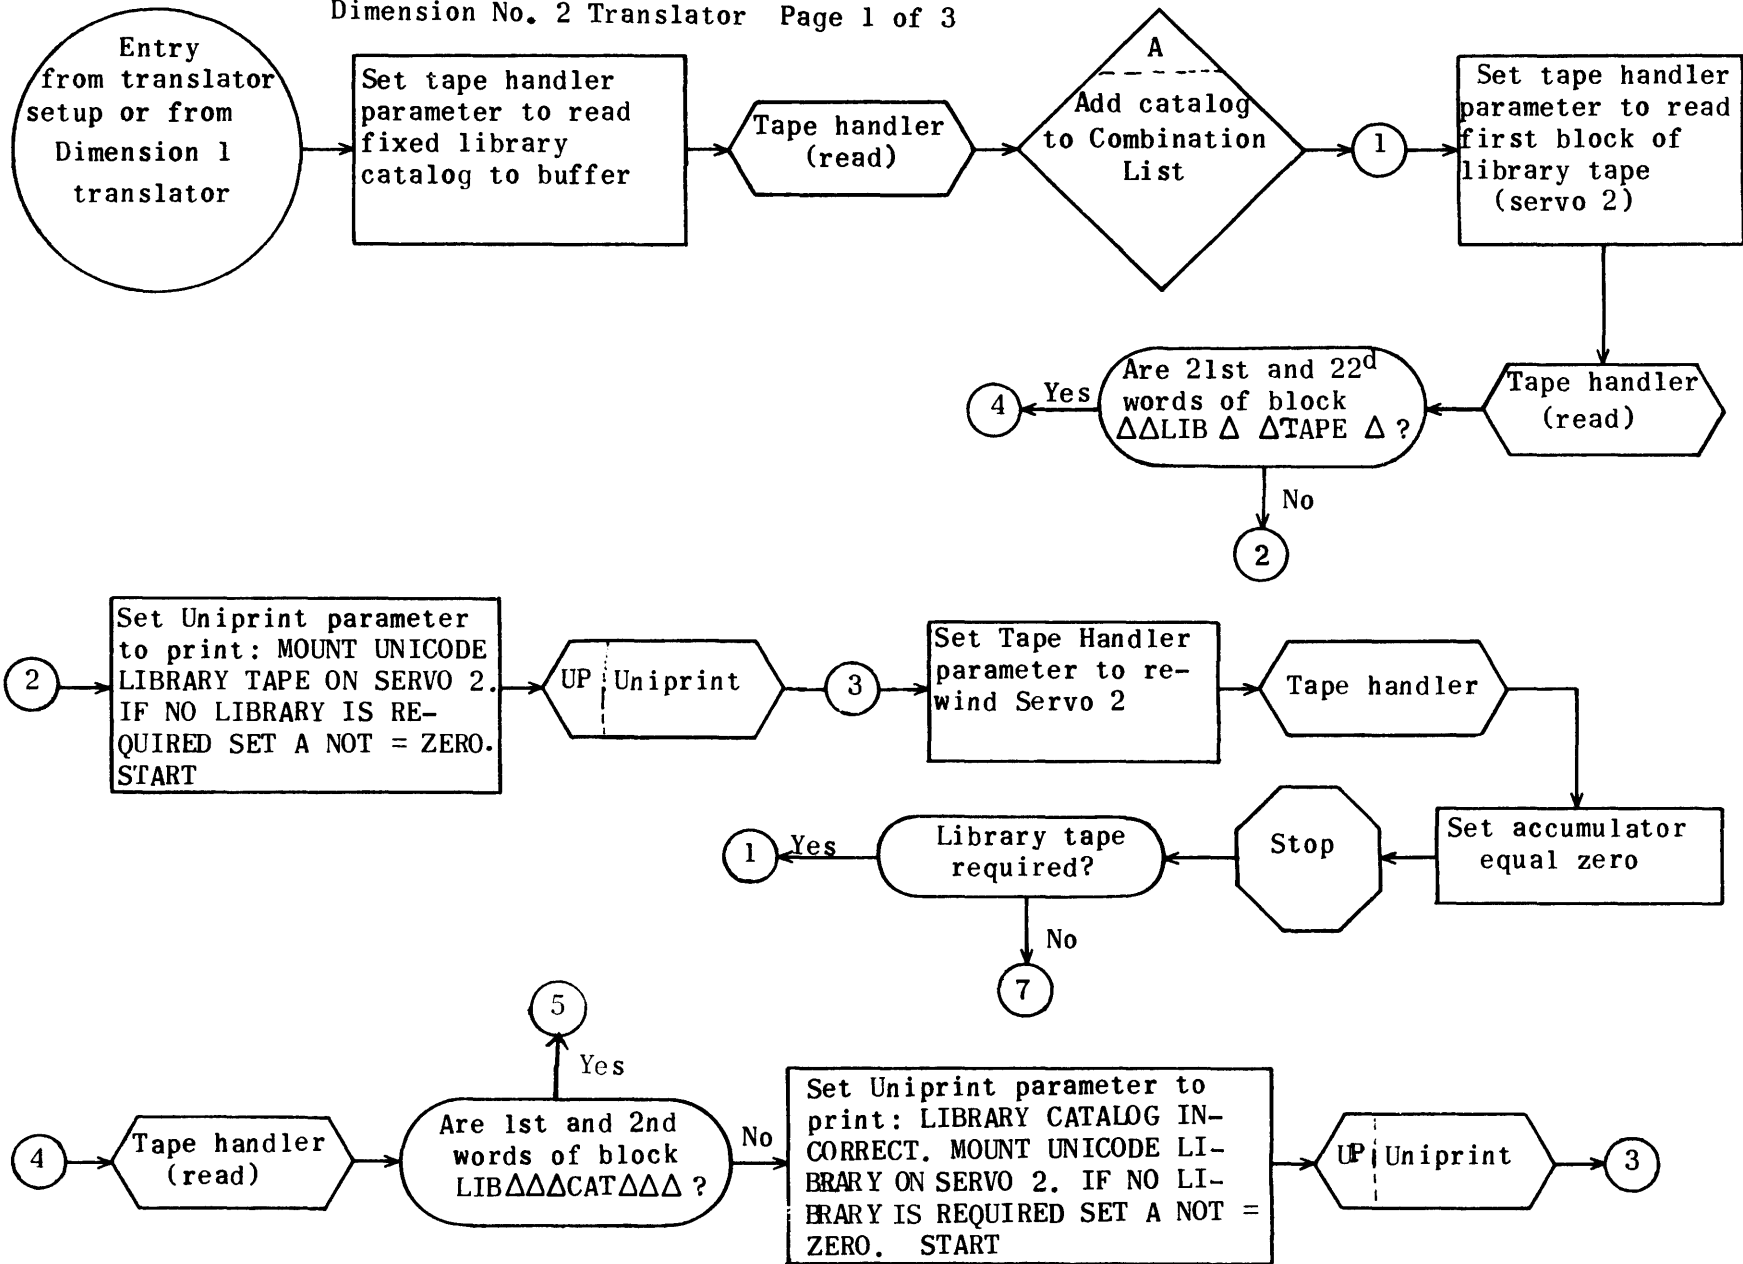 Dimension No. 2 Translator Page 1 of 3
Entry
from translator
setup or from
Dimension 1
translator
Set tape handler
parameter to read
fixed library
catalog to buffer
Tape handler
(read)
A
Add catalog
to Combination
List
1
Set tape handler
parameter to read
first block of
library tape
(servo 2)
Tape handler
(read)
Are 21st and 22d
words of block
ΔΔLIB Δ ΔTAPE Δ ?
Yes
4
No
2
2
Set Uniprint parameter
to print: MOUNT UNICODE
LIBRARY TAPE ON SERVO 2.
IF NO LIBRARY IS RE-
QUIRED SET A NOT = ZERO.
START
UP Uniprint
3
Set Tape Handler
parameter to re-
wind Servo 2
Tape handler
Set accumulator
equal zero
Stop
Library tape
required?
Yes
1
No
7
4
Tape handler
(read)
Are 1st and 2nd
words of block
LIBΔΔΔCATΔΔΔ ?
Yes
5
No
Set Uniprint parameter to
print: LIBRARY CATALOG IN-
CORRECT. MOUNT UNICODE LI-
BRARY ON SERVO 2. IF NO LI-
BRARY IS REQUIRED SET A NOT =
ZERO. START
UP Uniprint
3